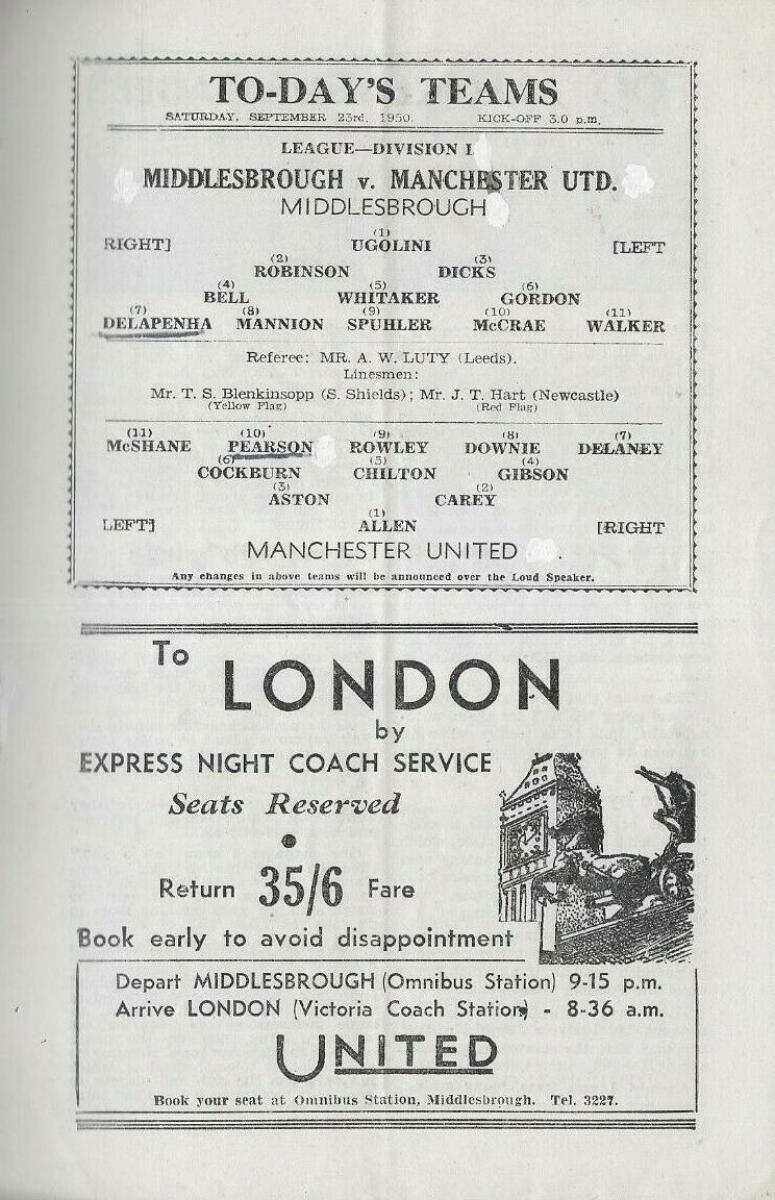 TO-DAY'S TEAMS
SATURDAY, SEPTEMBER 23rd, 1950. KICK-OFF 3.0 p.m.
LEAGUE—DIVISION I
MIDDLESBROUGH v. MANCHESTER UTD.
MIDDLESBROUGH
(1)
RIGHT] UGOLINI [LEFT
(2) (3)
ROBINSON DICKS
(4) (5) (6)
BELL WHITAKER GORDON
(7) (8) (9) (10) (11)
DELAPENHA MANNION SPUHLER McCRAE WALKER
Referee: MR. A. W. LUTY (Leeds).
Linesmen:
Mr. T. S. Blenkinsopp (S. Shields); Mr. J. T. Hart (Newcastle)
(Yellow Flag) (Red Flag)
(11) (10) (9) (8) (7)
McSHANE PEARSON ROWLEY DOWNIE DELANEY
(6) (5) (4)
COCKBURN CHILTON GIBSON
(3) (2)
ASTON CAREY
(1)
LEFT] ALLEN [RIGHT
MANCHESTER UNITED .
Any changes in above teams will be announced over the Loud Speaker.
To
LONDON
by
EXPRESS NIGHT COACH SERVICE
Seats Reserved
Return 35/6 Fare
Book early to avoid disappointment
Depart MIDDLESBROUGH (Omnibus Station) 9-15 p.m.
Arrive LONDON (Victoria Coach Station) - 8-36 a.m.
UNITED
Book your seat at Omnibus Station, Middlesbrough. Tel. 3227.